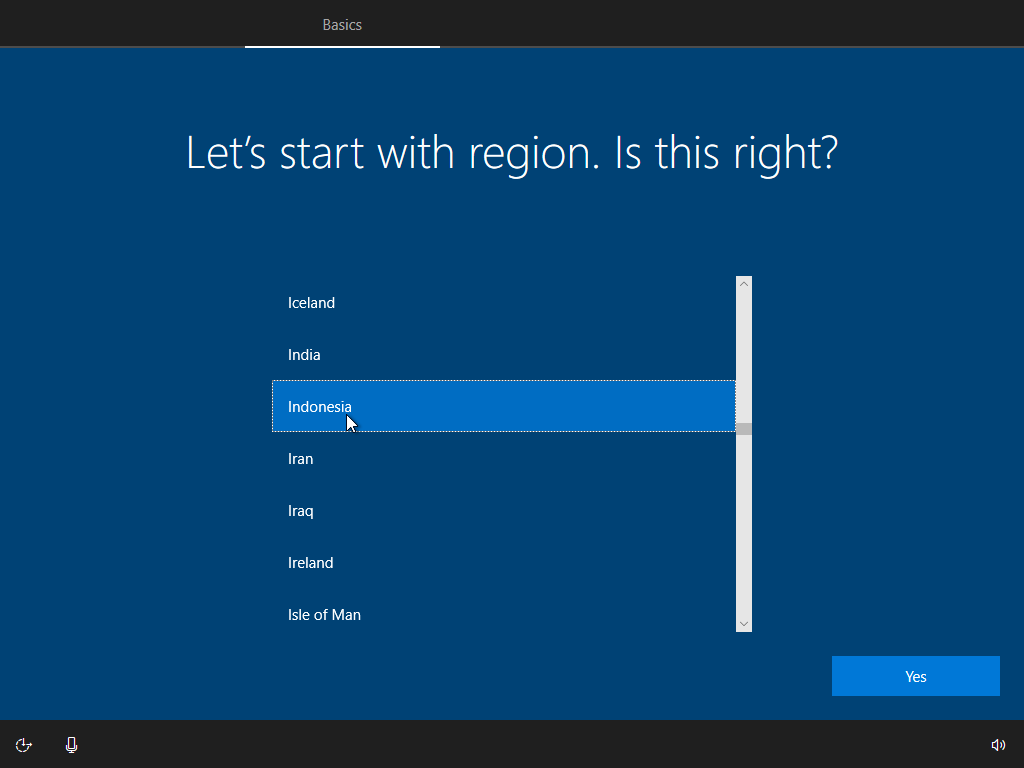 Basics
Let’s start with region. Is this right?
Iceland
India
Indonesia
Iran
Iraq
Ireland
Isle of Man
Yes